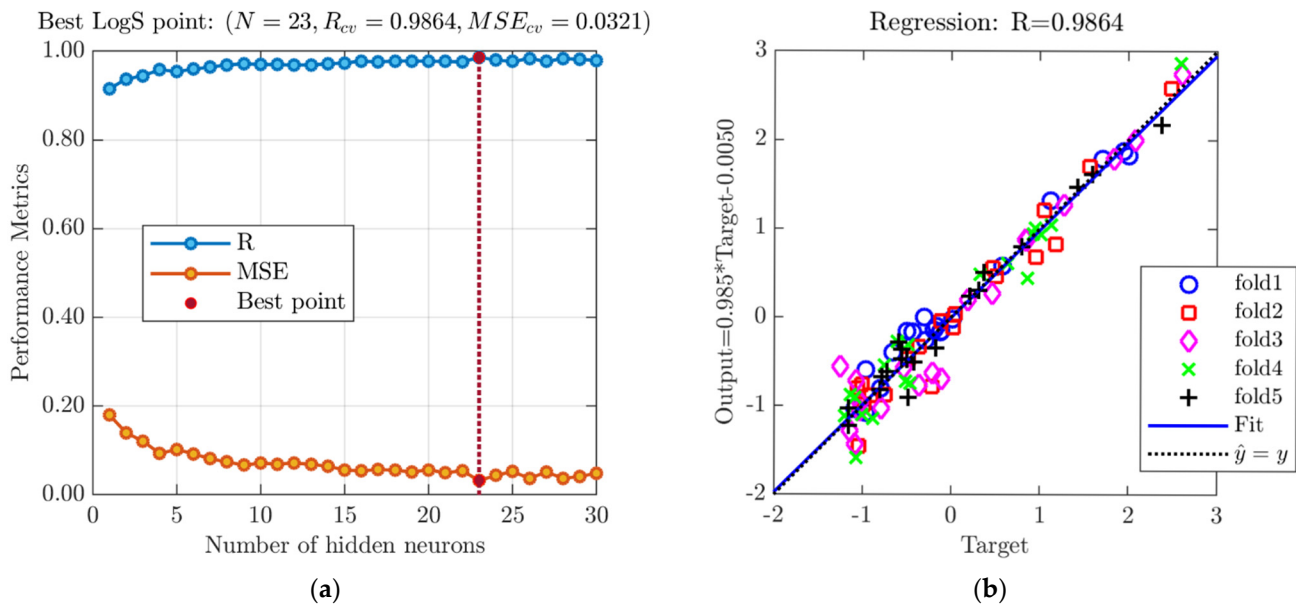 Best LogS point: (N = 23, R_cv = 0.9864, MSE_cv = 0.0321)
1.00
0.80
0.60
0.40
0.20
0.00
Performance Metrics
R
MSE
Best point
0 5 10 15 20 25 30
Number of hidden neurons
(a)
Regression: R=0.9864
3
2
1
0
-1
-2
Output=0.985*Target-0.0050
fold1
fold2
fold3
fold4
fold5
Fit
ŷ = y
-2 -1 0 1 2 3
Target
(b)